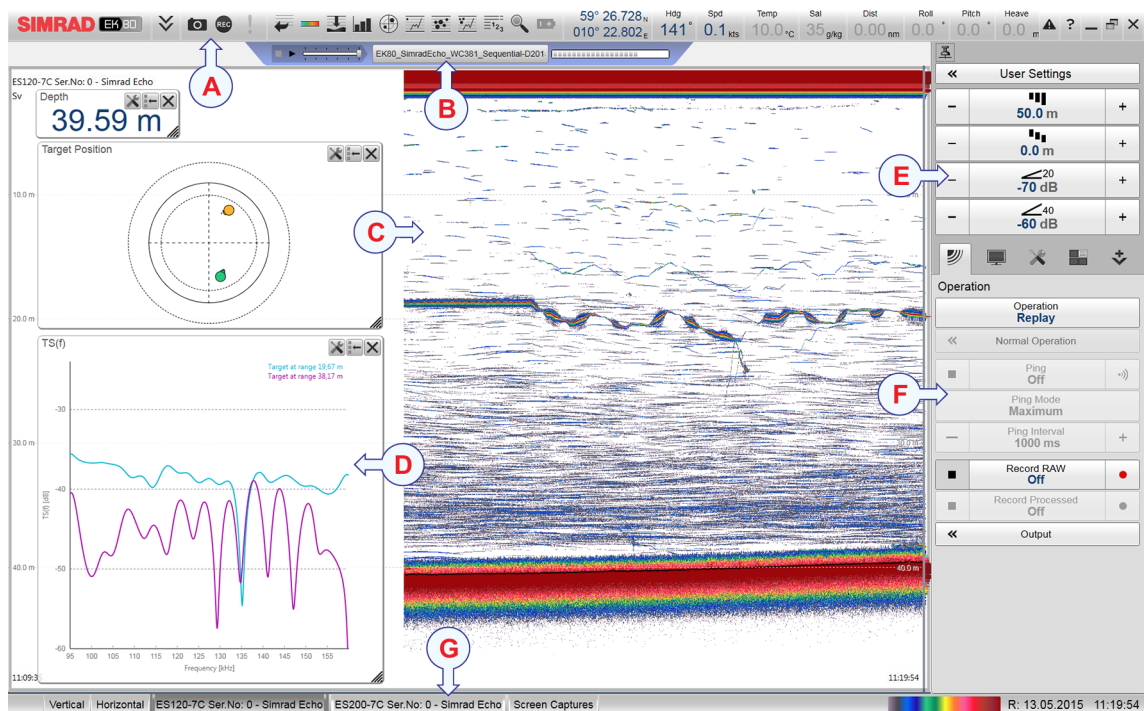 SIMRAD EK80
REC
59° 26.728 N
010° 22.802 E
Hdg
141°
Spd
0.1 kts
Temp
10.0 °C
Sal
35 g/kg
Dist
0.00 nm
Roll
0.0 °
Pitch
0.0 °
Heave
0.0 m
?
EK80_SimradEcho_WC381_Sequential-D201
A
B
C
D
E
F
G
ES120-7C Ser.No: 0 - Simrad Echo
Sv
Depth
39.59 m
Target Position
10.0 m
20.0 m
TS(f)
Target at range 19,67 m
Target at range 38,17 m
-30
-40
-50
-60
TS(f) [dB]
95 100 105 110 115 120 125 130 135 140 145 150 155
Frequency [kHz]
30.0 m
40.0 m
30.0 m
40.0 m
11:09:3
11:19:54
User Settings
50.0 m
0.0 m
20
-70 dB
40
-60 dB
Operation
Operation
Replay
Normal Operation
Ping
Off
Ping Mode
Maximum
Ping Interval
1000 ms
Record RAW
Off
Record Processed
Off
Output
Vertical
Horizontal
ES120-7C Ser.No: 0 - Simrad Echo
ES200-7C Ser.No: 0 - Simrad Echo
Screen Captures
R: 13.05.2015 11:19:54